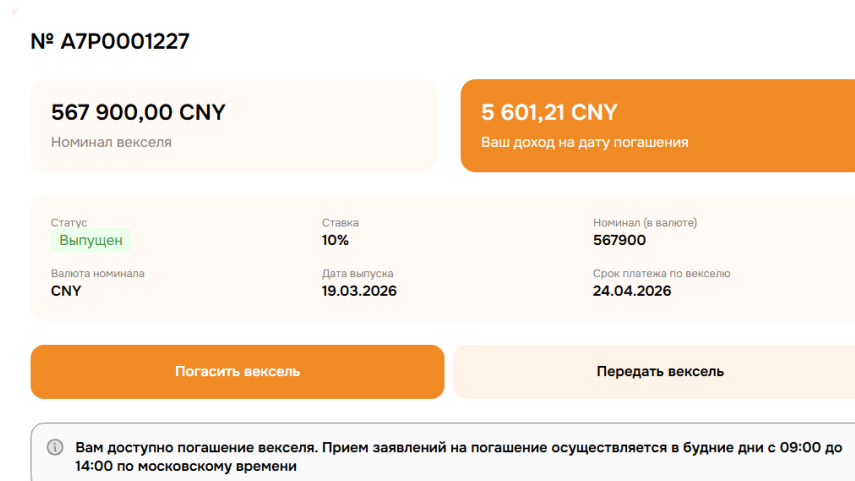 № A7P0001227
567 900,00 CNY
Номинал векселя
5 601,21 CNY
Ваш доход на дату погашения
Статус
Выпущен
Ставка
10%
Номинал (в валюте)
567900
Валюта номинала
CNY
Дата выпуска
19.03.2026
Срок платежа по векселю
24.04.2026
Погасить вексель
Передать вексель
Вам доступно погашение векселя. Прием заявлений на погашение осуществляется в будние дни с 09:00 до
14:00 по московскому времени